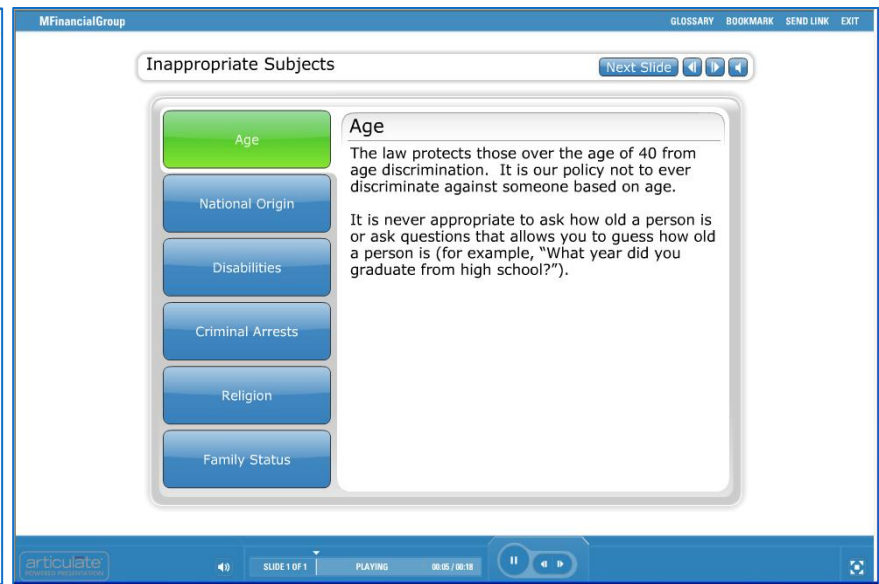 MFinancialGroup
GLOSSARY BOOKMARK SEND LINK EXIT
Inappropriate Subjects
Next Slide
Age
National Origin
Disabilities
Criminal Arrests
Religion
Family Status
Age
The law protects those over the age of 40 from
age discrimination. It is our policy not to ever
discriminate against someone based on age.
It is never appropriate to ask how old a person is
or ask questions that allows you to guess how old
a person is (for example, "What year did you
graduate from high school?").
articulate
POWERED PRESENTATION
SLIDE 1 OF 1 PLAYING 00:05 / 00:18